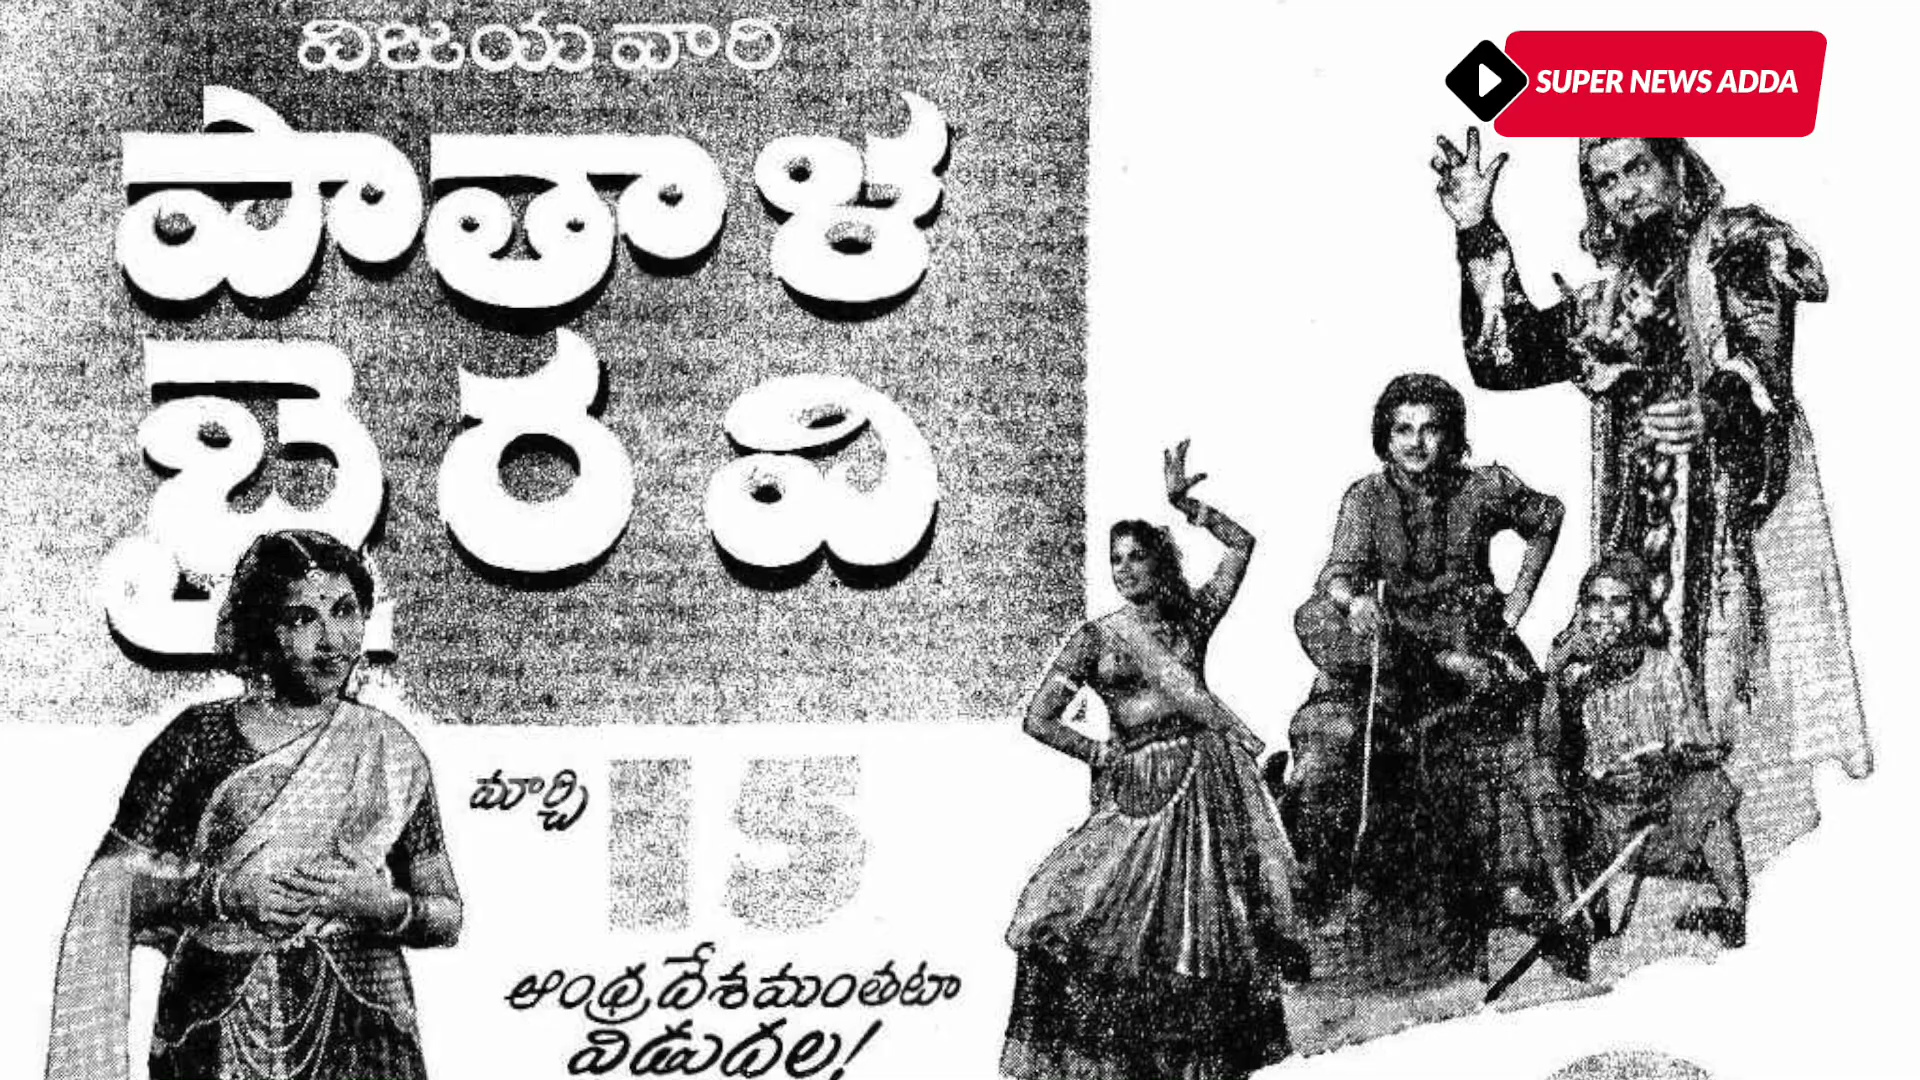 విజయ వారి
పాతాళ
భైరవి
మార్చి 15
ఆంధ్రదేశమంతటా
విడుదల!
SUPER NEWS ADDA